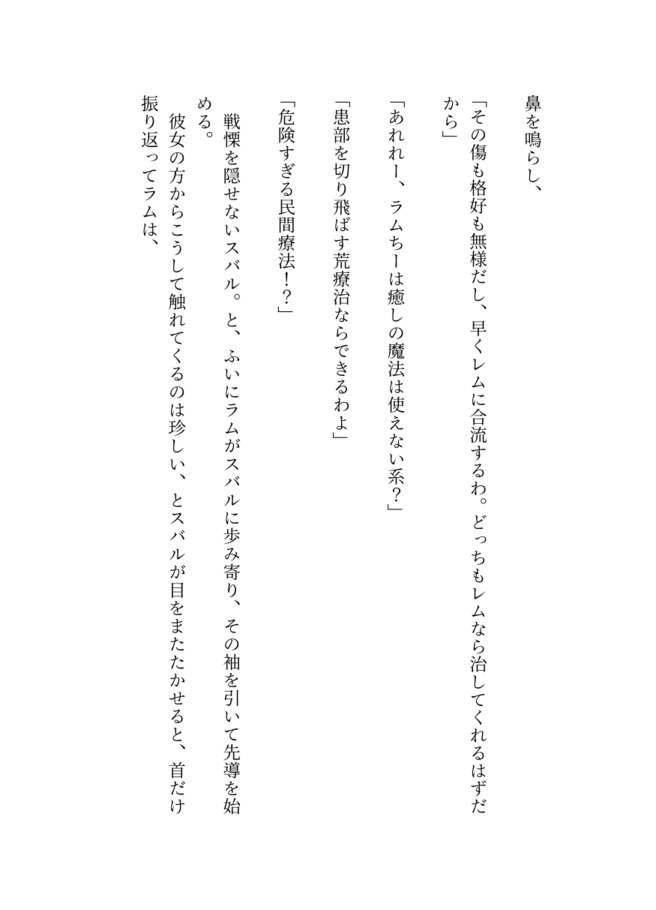 鼻を鳴らし、
「その傷も格好も無様だし、早くレムに合流するわ。どっちもレムなら治してくれるはずだ
から」
「あれれー、ラムちーは癒しの魔法は使えない系？」
「患部を切り飛ばす荒療治ならできるわよ」
「危険すぎる民間療法！？」
　戦慄を隠せないスバル。と、ふいにラムがスバルに歩み寄り、その袖を引いて先導を始
める。
　彼女の方からこうして触れてくるのは珍しい、とスバルが目をまたたかせると、首だけ
振り返ってラムは、